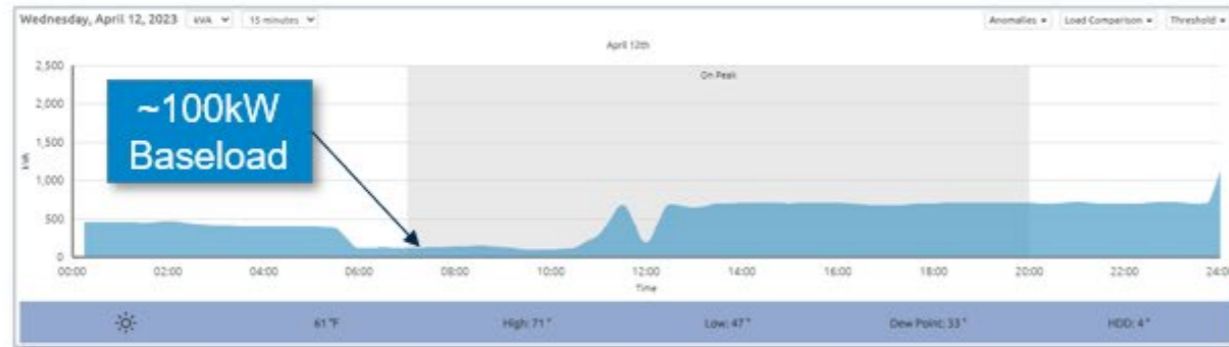 Wednesday, April 12, 2023 kVA 15 minutes Anomalies Load Comparison Threshold
April 12th
On Peak
2,500
2,000
1,500
1,000
500
0
kVA
~100kW
Baseload
00:00 02:00 04:00 06:00 08:00 10:00 12:00 14:00 16:00 18:00 20:00 22:00 24:0
Time
61 °F High: 71° Low: 47° Dew Point: 33° HDD: 4°